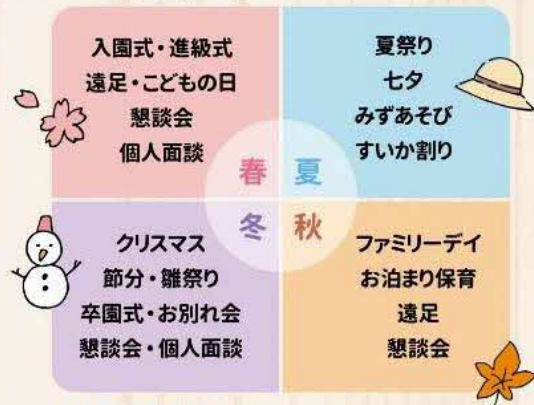 入園式・進級式
遠足・こどもの日
懇談会
個人面談
春
夏祭り
七夕
みずあそび
すいか割り
夏
冬
クリスマス
節分・雛祭り
卒園式・お別れ会
懇談会・個人面談
秋
ファミリーデイ
お泊まり保育
遠足
懇談会